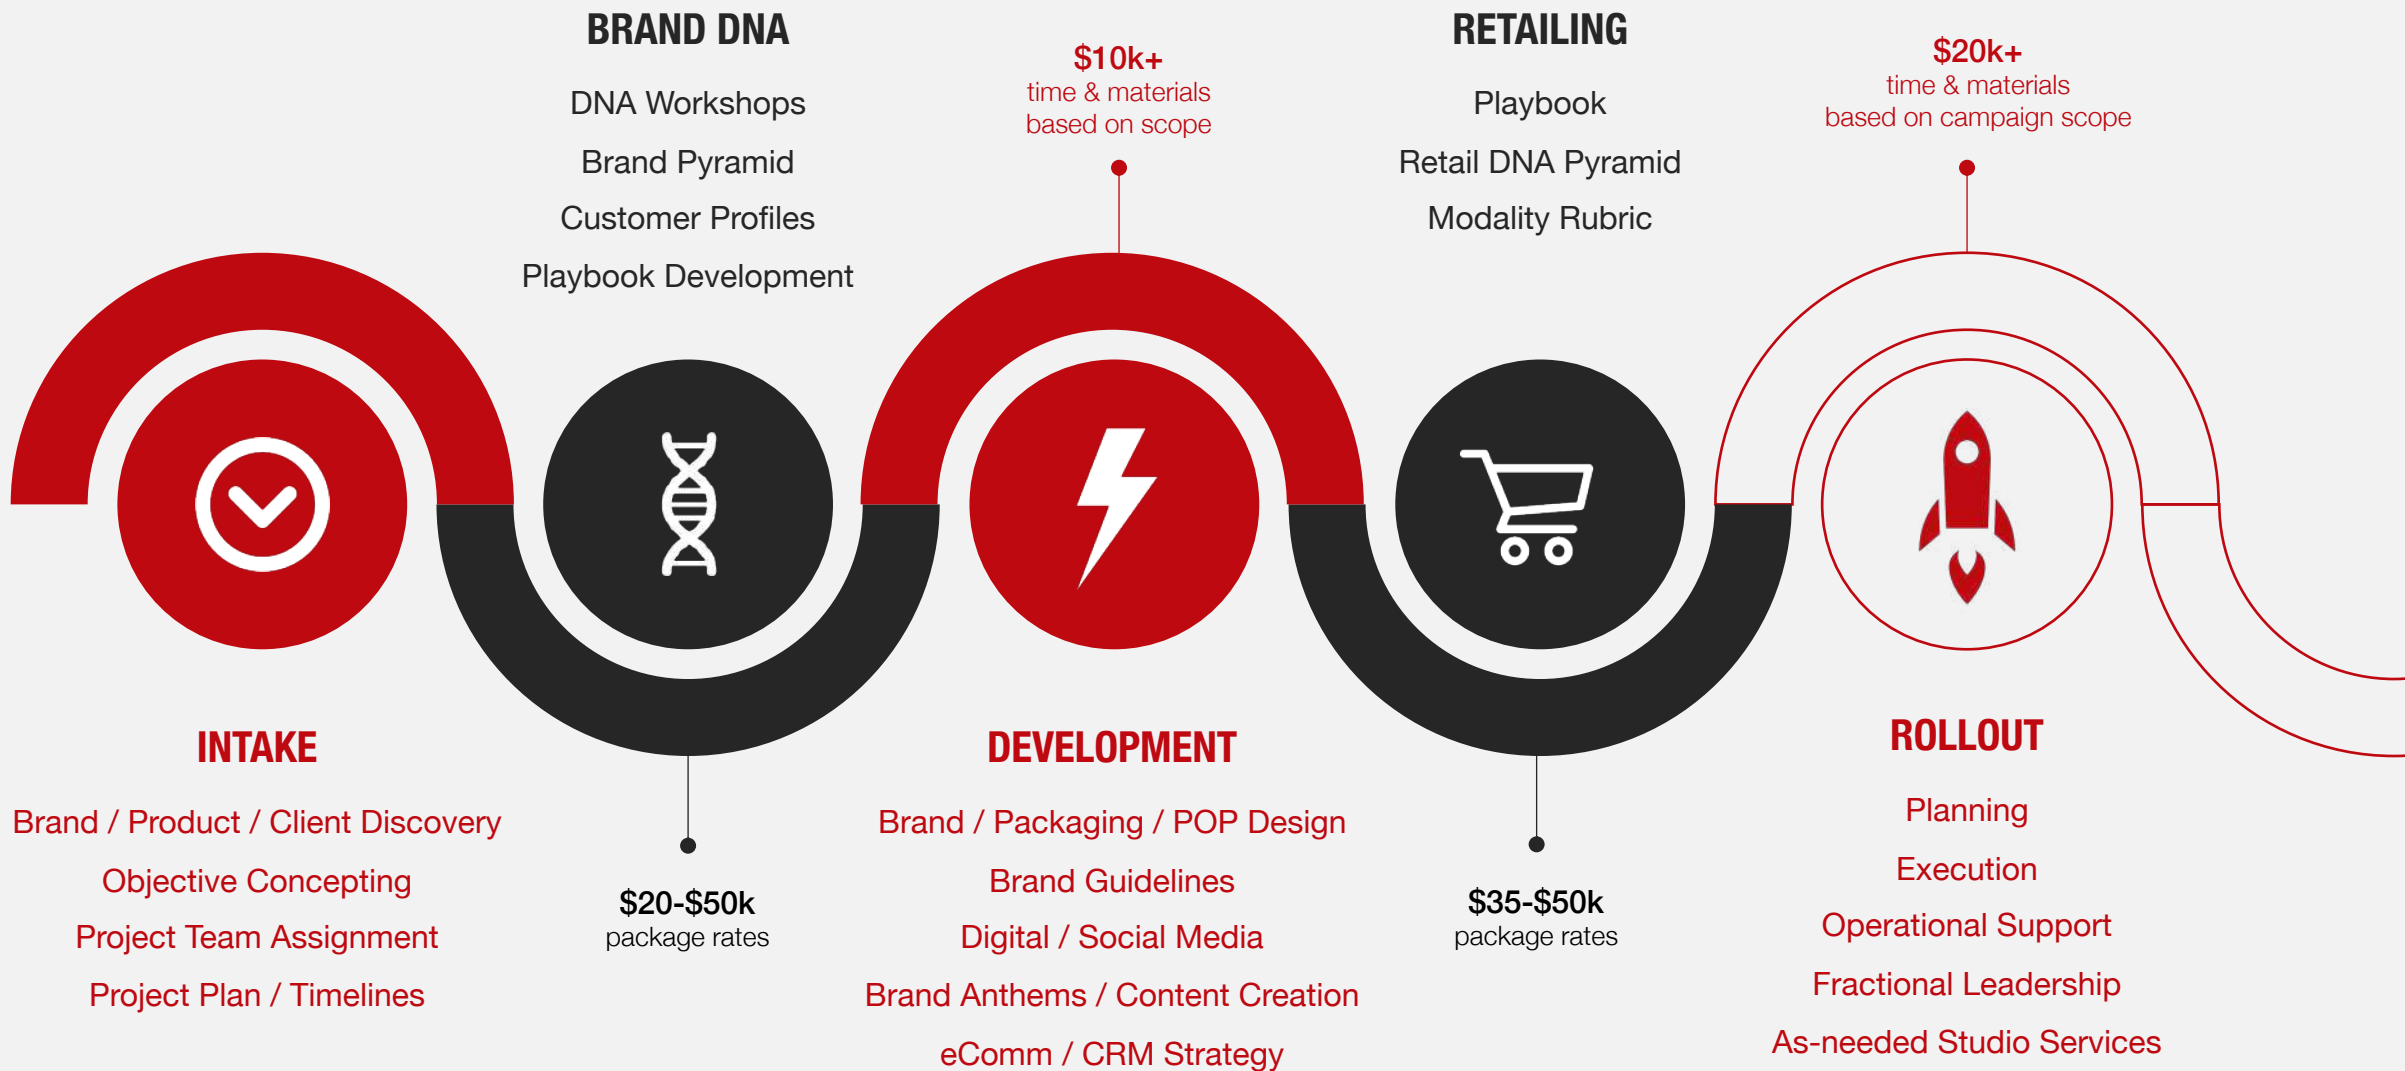 INTAKE
Brand / Product / Client Discovery
Objective Concepting
Project Team Assignment
Project Plan / Timelines
BRAND DNA
DNA Workshops
Brand Pyramid
Customer Profiles
Playbook Development
$20-$50k
package rates
$10k+
time & materials
based on scope
DEVELOPMENT
Brand / Packaging / POP Design
Brand Guidelines
Digital / Social Media
Brand Anthems / Content Creation
eComm / CRM Strategy
RETAILING
Playbook
Retail DNA Pyramid
Modality Rubric
$35-$50k
package rates
$20k+
time & materials
based on campaign scope
ROLLOUT
Planning
Execution
Operational Support
Fractional Leadership
As-needed Studio Services